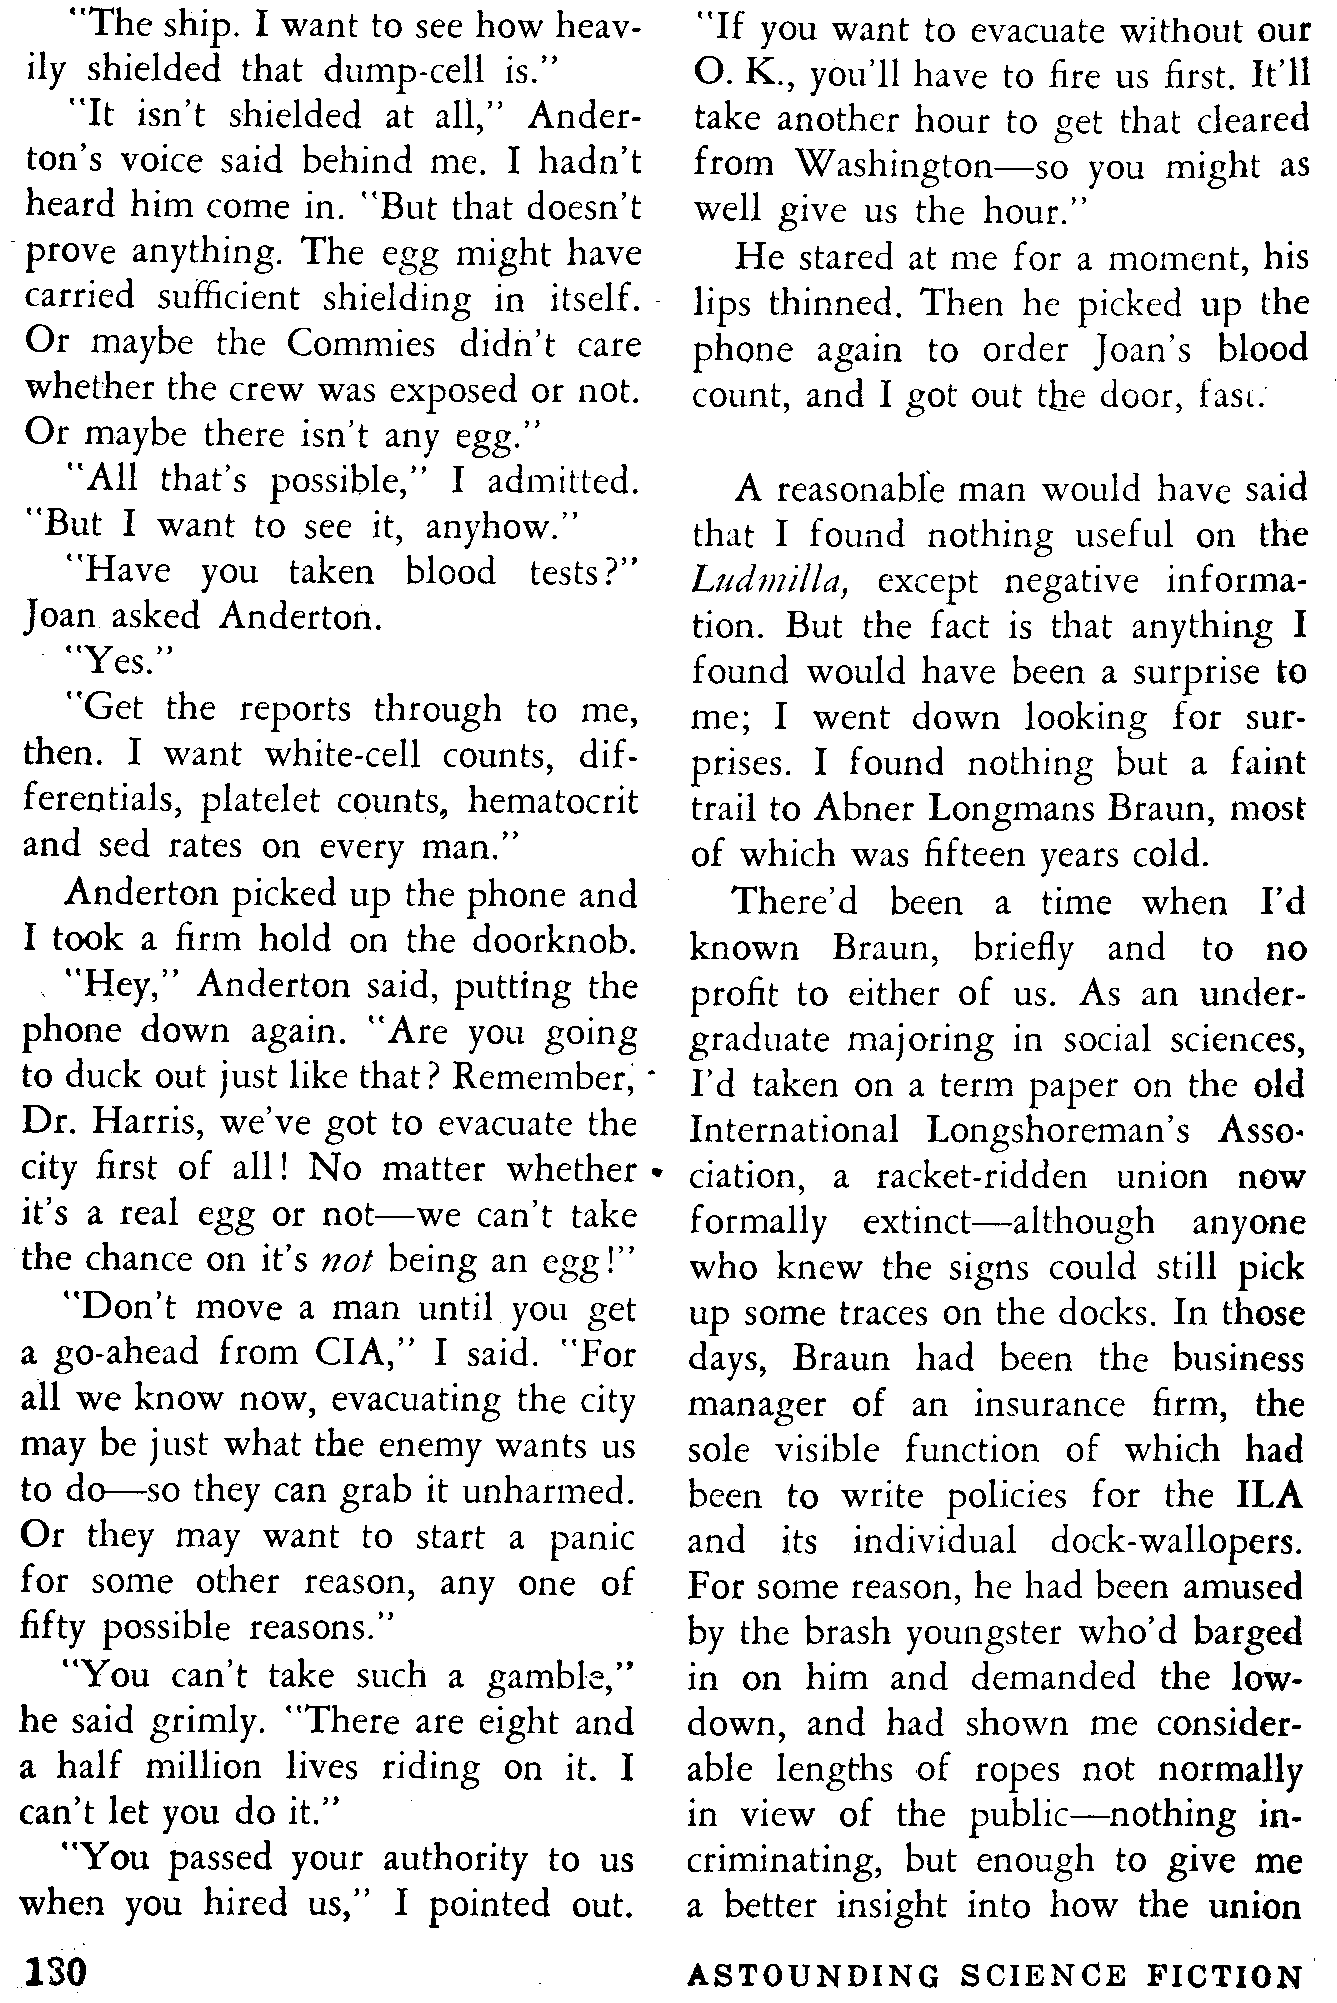 "The ship. I want to see how heav-
ily shielded that dump-cell is."
"It isn't shielded at all," Ander-
ton's voice said behind me. I hadn't
heard him come in. "But that doesn't
prove anything. The egg might have
carried sufficient shielding in itself.
Or maybe the Commies didn't care
whether the crew was exposed or not.
Or maybe there isn't any egg."
"All that's possible," I admitted.
"But I want to see it, anyhow."
"Have you taken blood tests?"
Joan asked Anderton.
"Yes."
"Get the reports through to me,
then. I want white-cell counts, dif-
ferentials, platelet counts, hematocrit
and sed rates on every man."
Anderton picked up the phone and
I took a firm hold on the doorknob.
"Hey," Anderton said, putting the
phone down again. "Are you going
to duck out just like that? Remember,
Dr. Harris, we've got to evacuate the
city first of all! No matter whether
it's a real egg or not—we can't take
the chance on it's not being an egg!"
"Don't move a man until you get
a go-ahead from CIA," I said. "For
all we know now, evacuating the city
may be just what the enemy wants us
to do—so they can grab it unharmed.
Or they may want to start a panic
for some other reason, any one of
fifty possible reasons."
"You can't take such a gamble,"
he said grimly. "There are eight and
a half million lives riding on it. I
can't let you do it."
"You passed your authority to us
when you hired us," I pointed out.
"If you want to evacuate without our
O. K., you'll have to fire us first. It'll
take another hour to get that cleared
from Washington—so you might as
well give us the hour."
He stared at me for a moment, his
lips thinned. Then he picked up the
phone again to order Joan's blood
count, and I got out the door, fast.
A reasonable man would have said
that I found nothing useful on the
Ludmilla, except negative informa-
tion. But the fact is that anything I
found would have been a surprise to
me; I went down looking for sur-
prises. I found nothing but a faint
trail to Abner Longmans Braun, most
of which was fifteen years cold.
There'd been a time when I'd
known Braun, briefly and to no
profit to either of us. As an under-
graduate majoring in social sciences,
I'd taken on a term paper on the old
International Longshoreman's Asso-
ciation, a racket-ridden union now
formally extinct—although anyone
who knew the signs could still pick
up some traces on the docks. In those
days, Braun had been the business
manager of an insurance firm, the
sole visible function of which had
been to write policies for the ILA
and its individual dock-wallopers.
For some reason, he had been amused
by the brash youngster who'd barged
in on him and demanded the low-
down, and had shown me consider-
able lengths of ropes not normally
in view of the public—nothing in-
criminating, but enough to give me
a better insight into how the union
130
ASTOUNDING SCIENCE FICTION